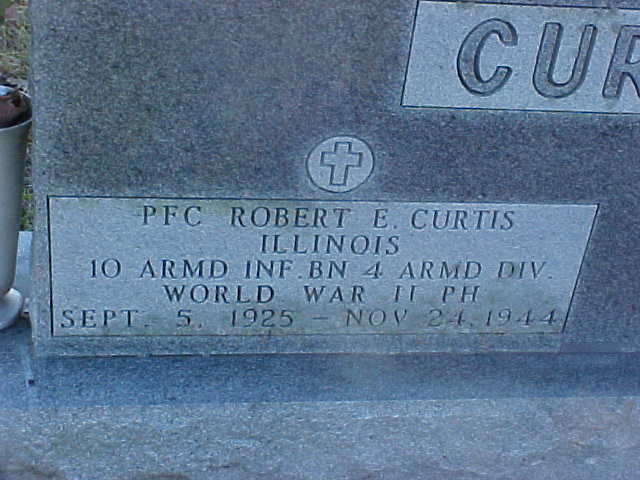 CUR
PFC ROBERT E. CURTIS
ILLINOIS
10 ARMD INF. BN 4 ARMD DIV.
WORLD WAR II PH
SEPT. 5, 1925 – NOV 24, 1944